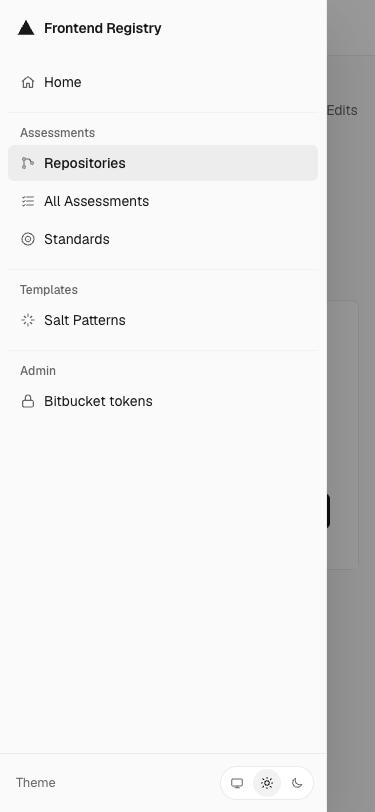 Frontend Registry
Home
Edits
Assessments
Repositories
All Assessments
Standards
Templates
Salt Patterns
Admin
Bitbucket tokens
Theme